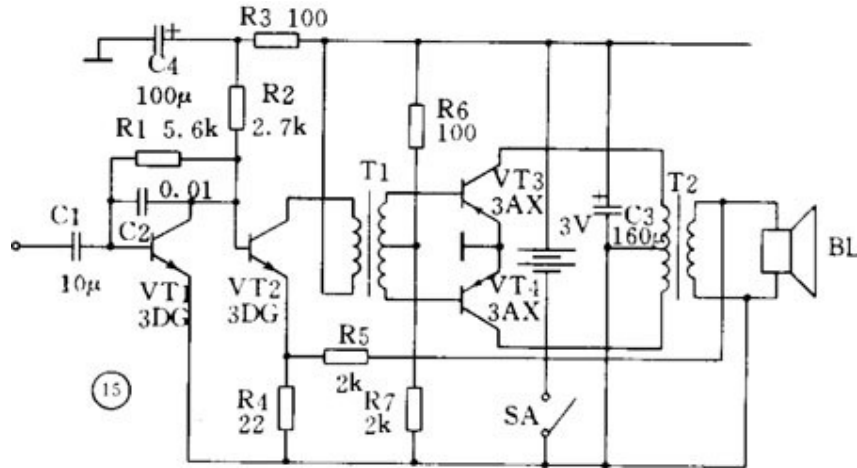 R3 100
C4
100μ
R2
2.7k
R1 5.6k
R6
100
0.01
T1
VT3
3AX
T2
C1
C2
3V
C3
160μ
BL
10μ
VT1
3DG
VT2
3DG
VT4
3AX
R5
2k
15
R4
22
R7
2k
SA